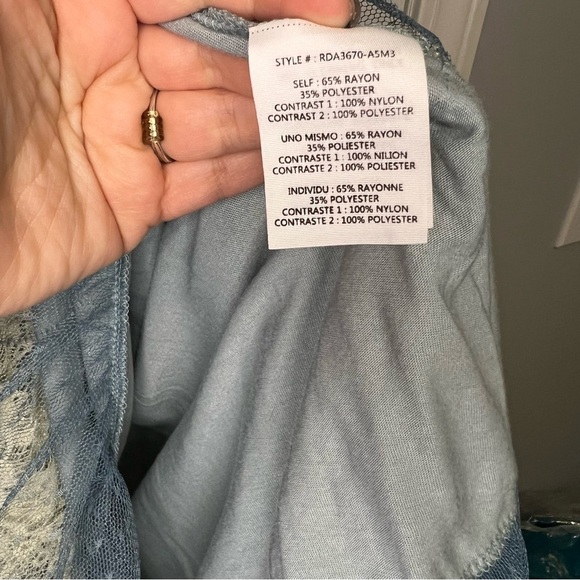 STYLE # : RDA3670-A5M3
SELF : 65% RAYON
35% POLYESTER
CONTRAST 1 : 100% NYLON
CONTRAST 2 : 100% POLYESTER
UNO MISMO : 65% RAYON
35% POLIESTER
CONTRASTE 1 : 100% NILION
CONTRASTE 2 : 100% POLYESTER
INDIVIDU : 65% RAYONNE
35% POLYESTER
CONTRASTE 1 : 100% NYLON
CONTRASTE 2 : 100% POLYESTER